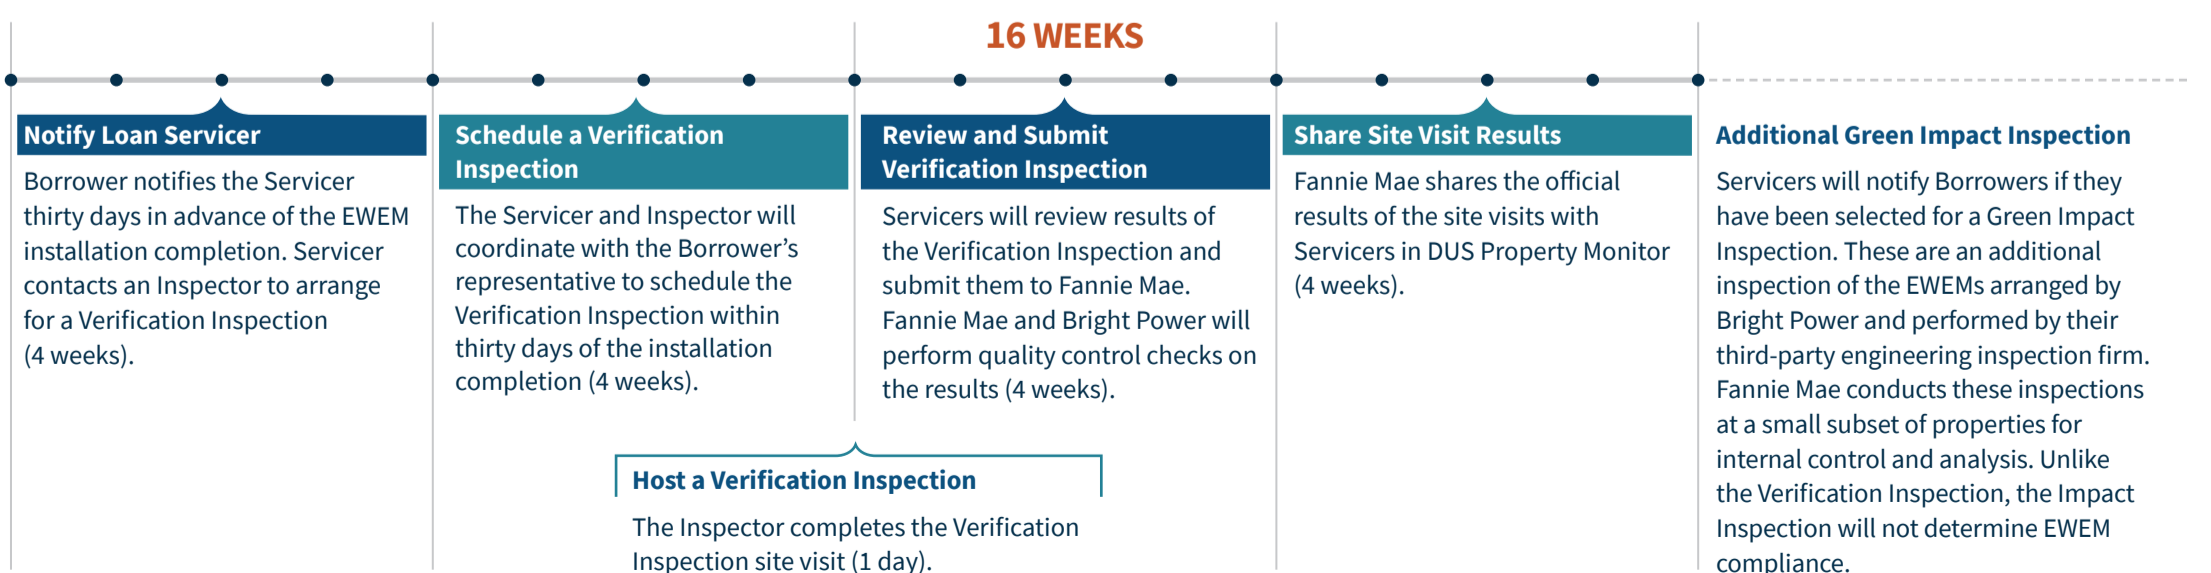 16 WEEKS
Notify Loan Servicer
Borrower notifies the Servicer
thirty days in advance of the EWEM
installation completion. Servicer
contacts an Inspector to arrange
for a Verification Inspection
(4 weeks).
Schedule a Verification
Inspection
The Servicer and Inspector will
coordinate with the Borrower’s
representative to schedule the
Verification Inspection within
thirty days of the installation
completion (4 weeks).
Review and Submit
Verification Inspection
Servicers will review results of
the Verification Inspection and
submit them to Fannie Mae.
Fannie Mae and Bright Power will
perform quality control checks on
the results (4 weeks).
Host a Verification Inspection
The Inspector completes the Verification
Inspection site visit (1 day).
Share Site Visit Results
Fannie Mae shares the official
results of the site visits with
Servicers in DUS Property Monitor
(4 weeks).
Additional Green Impact Inspection
Servicers will notify Borrowers if they
have been selected for a Green Impact
Inspection. These are an additional
inspection of the EWEMs arranged by
Bright Power and performed by their
third-party engineering inspection firm.
Fannie Mae conducts these inspections
at a small subset of properties for
internal control and analysis. Unlike
the Verification Inspection, the Impact
Inspection will not determine EWEM
compliance.